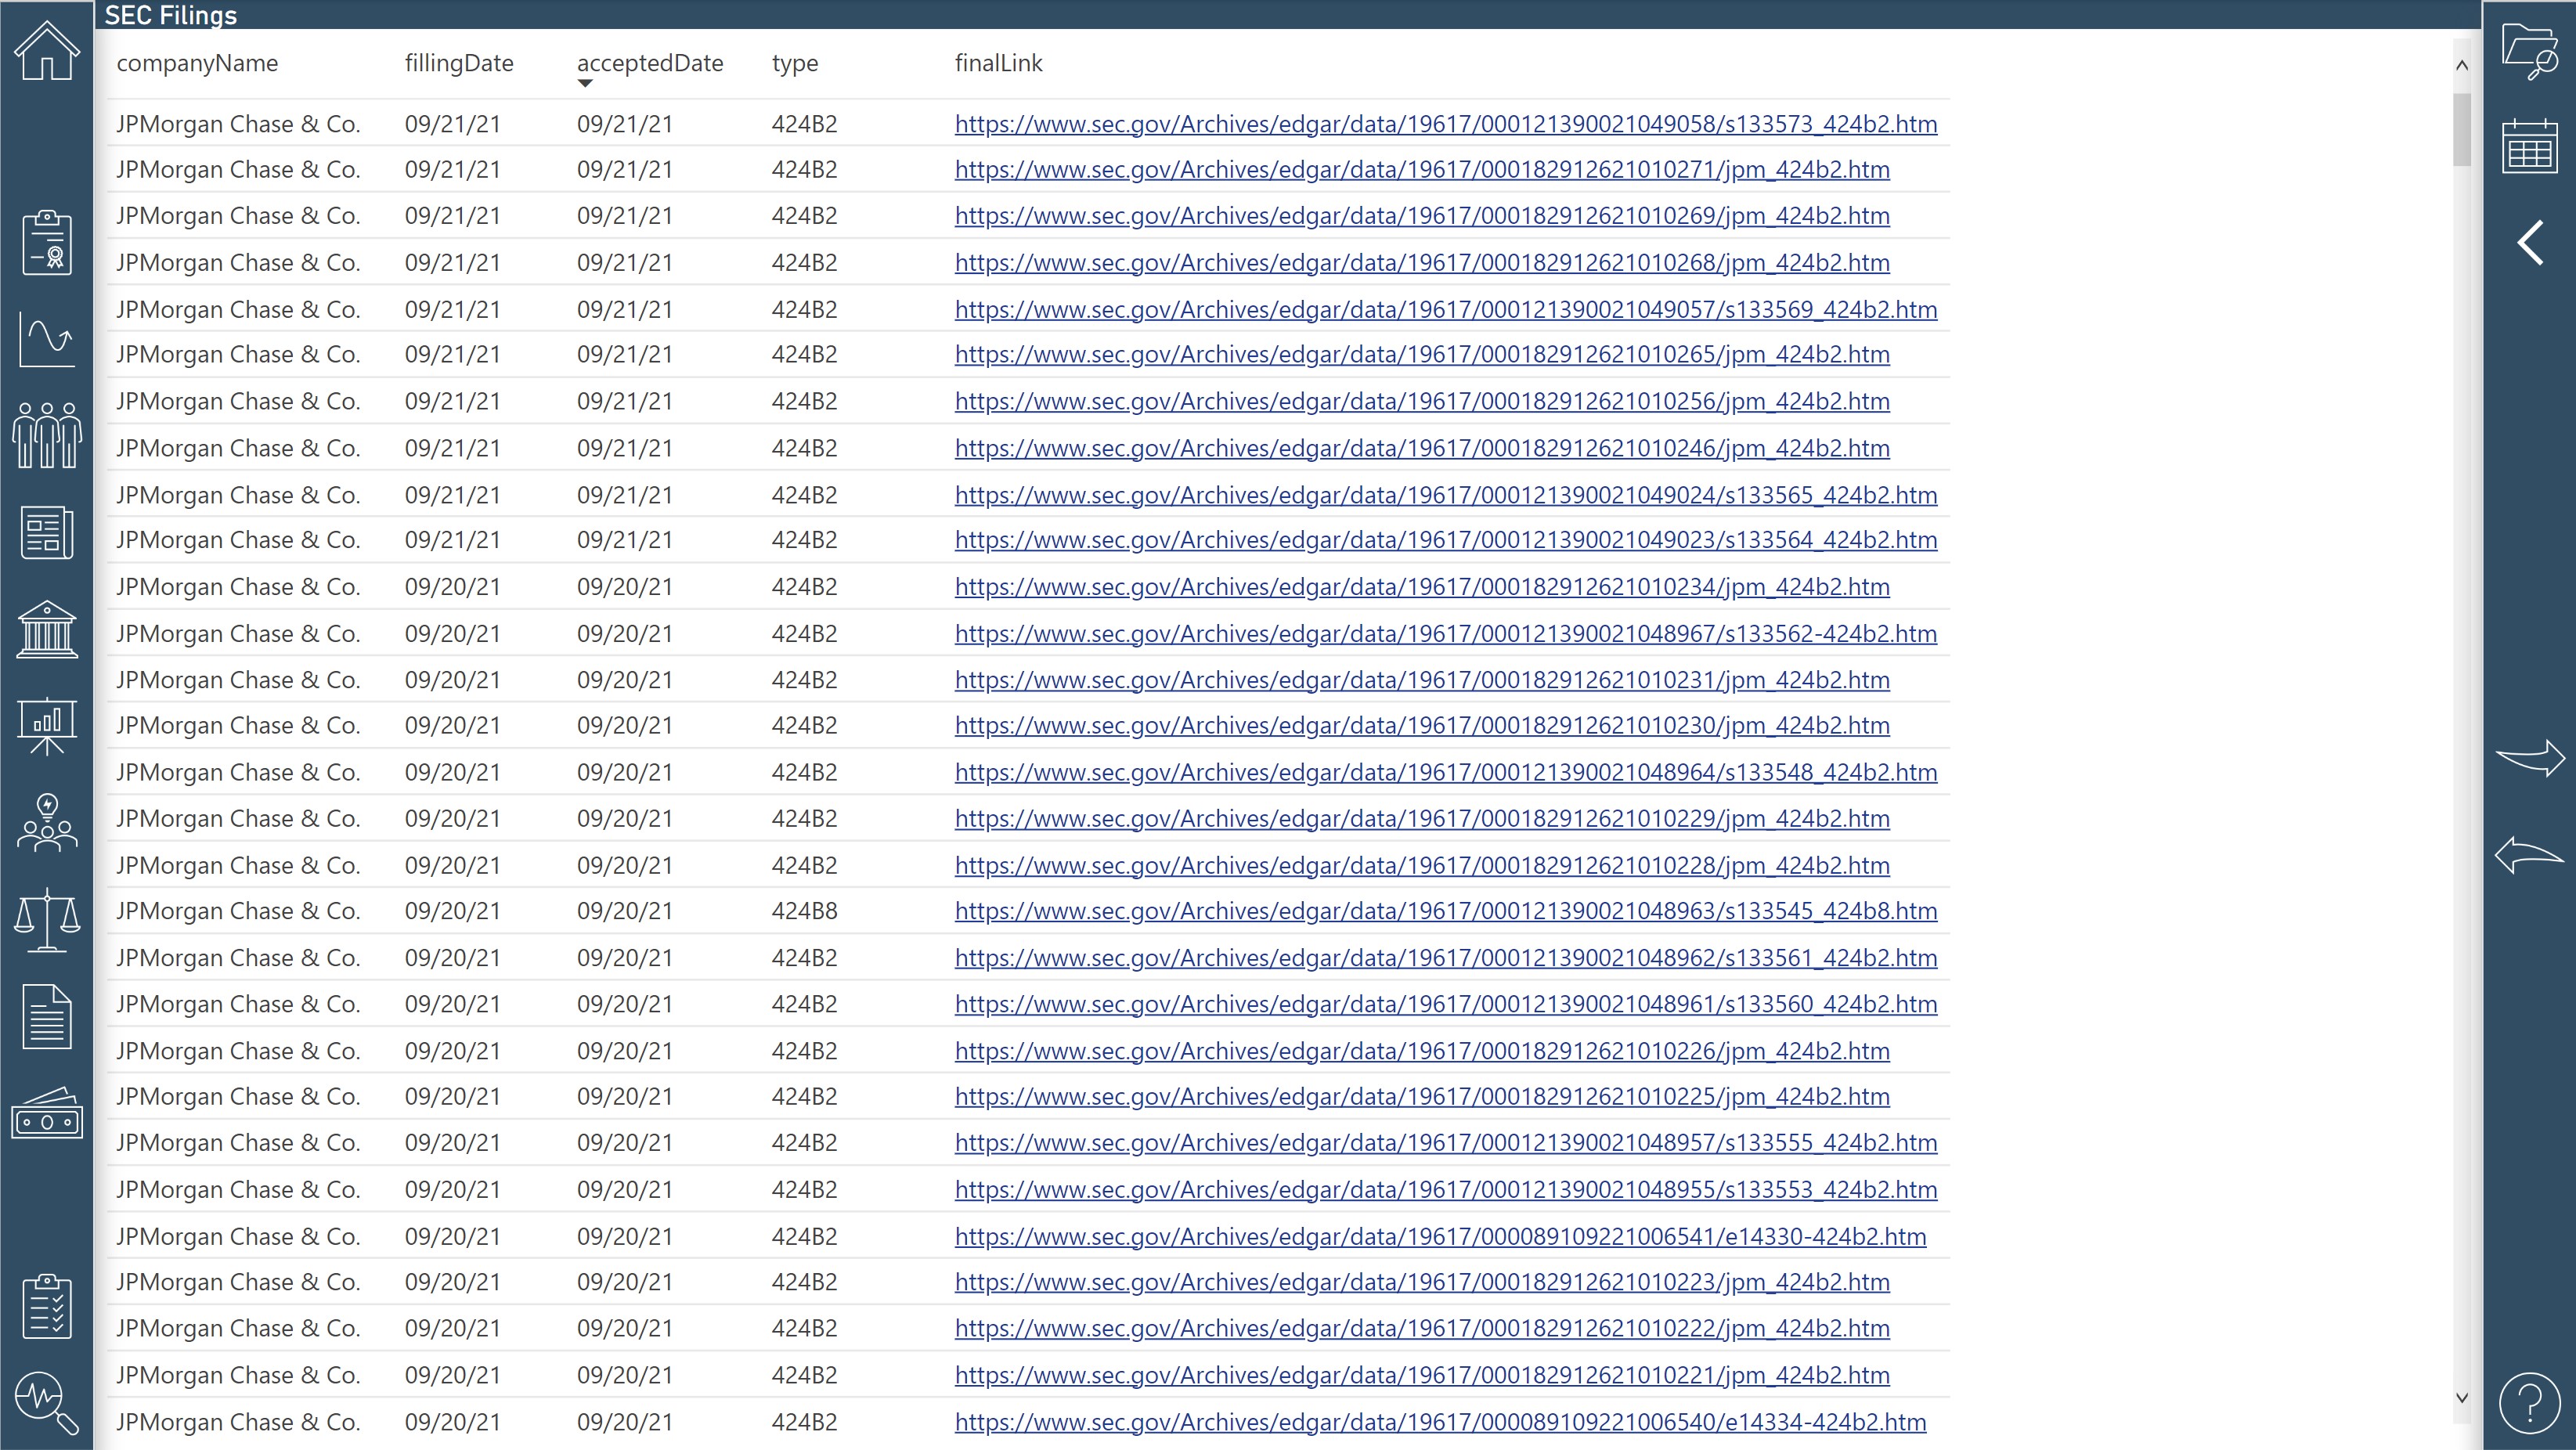 SEC Filings
companyName fillingDate acceptedDate type finalLink
JPMorgan Chase & Co. 09/21/21 09/21/21 424B2 https://www.sec.gov/Archives/edgar/data/19617/000121390021049058/s133573_424b2.htm
JPMorgan Chase & Co. 09/21/21 09/21/21 424B2 https://www.sec.gov/Archives/edgar/data/19617/000182912621010271/jpm_424b2.htm
JPMorgan Chase & Co. 09/21/21 09/21/21 424B2 https://www.sec.gov/Archives/edgar/data/19617/000182912621010269/jpm_424b2.htm
JPMorgan Chase & Co. 09/21/21 09/21/21 424B2 https://www.sec.gov/Archives/edgar/data/19617/000182912621010268/jpm_424b2.htm
JPMorgan Chase & Co. 09/21/21 09/21/21 424B2 https://www.sec.gov/Archives/edgar/data/19617/000121390021049057/s133569_424b2.htm
JPMorgan Chase & Co. 09/21/21 09/21/21 424B2 https://www.sec.gov/Archives/edgar/data/19617/000182912621010265/jpm_424b2.htm
JPMorgan Chase & Co. 09/21/21 09/21/21 424B2 https://www.sec.gov/Archives/edgar/data/19617/000182912621010256/jpm_424b2.htm
JPMorgan Chase & Co. 09/21/21 09/21/21 424B2 https://www.sec.gov/Archives/edgar/data/19617/000182912621010246/jpm_424b2.htm
JPMorgan Chase & Co. 09/21/21 09/21/21 424B2 https://www.sec.gov/Archives/edgar/data/19617/000121390021049024/s133565_424b2.htm
JPMorgan Chase & Co. 09/21/21 09/21/21 424B2 https://www.sec.gov/Archives/edgar/data/19617/000121390021049023/s133564_424b2.htm
JPMorgan Chase & Co. 09/20/21 09/20/21 424B2 https://www.sec.gov/Archives/edgar/data/19617/000182912621010234/jpm_424b2.htm
JPMorgan Chase & Co. 09/20/21 09/20/21 424B2 https://www.sec.gov/Archives/edgar/data/19617/000121390021048967/s133562-424b2.htm
JPMorgan Chase & Co. 09/20/21 09/20/21 424B2 https://www.sec.gov/Archives/edgar/data/19617/000182912621010231/jpm_424b2.htm
JPMorgan Chase & Co. 09/20/21 09/20/21 424B2 https://www.sec.gov/Archives/edgar/data/19617/000182912621010230/jpm_424b2.htm
JPMorgan Chase & Co. 09/20/21 09/20/21 424B2 https://www.sec.gov/Archives/edgar/data/19617/000121390021048964/s133548_424b2.htm
JPMorgan Chase & Co. 09/20/21 09/20/21 424B2 https://www.sec.gov/Archives/edgar/data/19617/000182912621010229/jpm_424b2.htm
JPMorgan Chase & Co. 09/20/21 09/20/21 424B2 https://www.sec.gov/Archives/edgar/data/19617/000182912621010228/jpm_424b2.htm
JPMorgan Chase & Co. 09/20/21 09/20/21 424B8 https://www.sec.gov/Archives/edgar/data/19617/000121390021048963/s133545_424b8.htm
JPMorgan Chase & Co. 09/20/21 09/20/21 424B2 https://www.sec.gov/Archives/edgar/data/19617/000121390021048962/s133561_424b2.htm
JPMorgan Chase & Co. 09/20/21 09/20/21 424B2 https://www.sec.gov/Archives/edgar/data/19617/000121390021048961/s133560_424b2.htm
JPMorgan Chase & Co. 09/20/21 09/20/21 424B2 https://www.sec.gov/Archives/edgar/data/19617/000182912621010226/jpm_424b2.htm
JPMorgan Chase & Co. 09/20/21 09/20/21 424B2 https://www.sec.gov/Archives/edgar/data/19617/000182912621010225/jpm_424b2.htm
JPMorgan Chase & Co. 09/20/21 09/20/21 424B2 https://www.sec.gov/Archives/edgar/data/19617/000121390021048957/s133555_424b2.htm
JPMorgan Chase & Co. 09/20/21 09/20/21 424B2 https://www.sec.gov/Archives/edgar/data/19617/000121390021048955/s133553_424b2.htm
JPMorgan Chase & Co. 09/20/21 09/20/21 424B2 https://www.sec.gov/Archives/edgar/data/19617/000089109221006541/e14330-424b2.htm
JPMorgan Chase & Co. 09/20/21 09/20/21 424B2 https://www.sec.gov/Archives/edgar/data/19617/000182912621010223/jpm_424b2.htm
JPMorgan Chase & Co. 09/20/21 09/20/21 424B2 https://www.sec.gov/Archives/edgar/data/19617/000182912621010222/jpm_424b2.htm
JPMorgan Chase & Co. 09/20/21 09/20/21 424B2 https://www.sec.gov/Archives/edgar/data/19617/000182912621010221/jpm_424b2.htm
JPMorgan Chase & Co. 09/20/21 09/20/21 424B2 https://www.sec.gov/Archives/edgar/data/19617/000089109221006540/e14334-424b2.htm